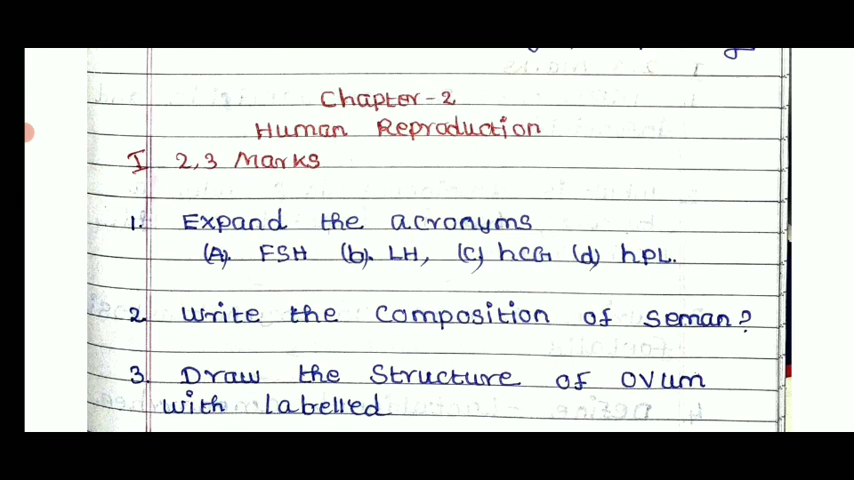 Chapter-2
Human Reproduction
I 2,3 Marks
1. Expand the acronyms
(A). FSH (b). LH, (c) hCG (d) hPL.
2. Write the composition of seman?
3. Draw the structure of ovum
with labelled